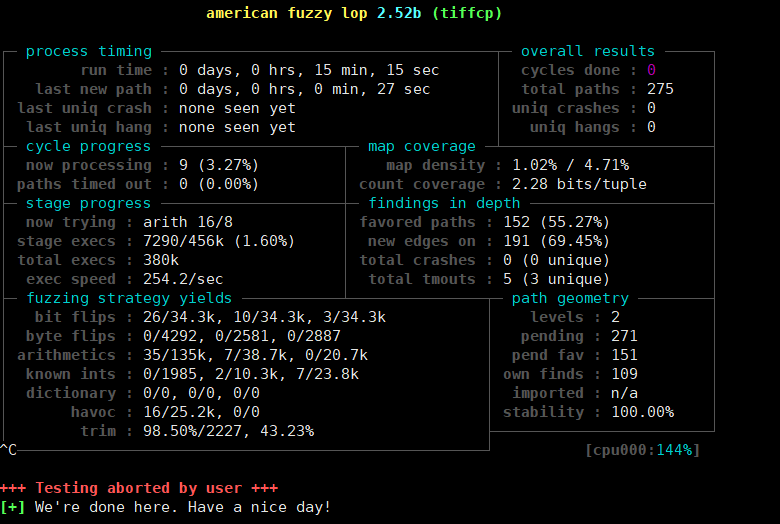 american fuzzy lop 2.52b (tiffcp)
process timing overall results
run time : 0 days, 0 hrs, 15 min, 15 sec cycles done : 0
last new path : 0 days, 0 hrs, 0 min, 27 sec total paths : 275
last uniq crash : none seen yet uniq crashes : 0
last uniq hang : none seen yet uniq hangs : 0
cycle progress map coverage
now processing : 9 (3.27%) map density : 1.02% / 4.71%
paths timed out : 0 (0.00%) count coverage : 2.28 bits/tuple
stage progress findings in depth
now trying : arith 16/8 favored paths : 152 (55.27%)
stage execs : 7290/456k (1.60%) new edges on : 191 (69.45%)
total execs : 380k total crashes : 0 (0 unique)
exec speed : 254.2/sec total tmouts : 5 (3 unique)
fuzzing strategy yields path geometry
bit flips : 26/34.3k, 10/34.3k, 3/34.3k levels : 2
byte flips : 0/4292, 0/2581, 0/2887 pending : 271
arithmetics : 35/135k, 7/38.7k, 0/20.7k pend fav : 151
known ints : 0/1985, 2/10.3k, 7/23.8k own finds : 109
dictionary : 0/0, 0/0, 0/0 imported : n/a
havoc : 16/25.2k, 0/0 stability : 100.00%
trim : 98.50%/2227, 43.23%
^C [cpu000:144%]
+++ Testing aborted by user +++
[+] We're done here. Have a nice day!